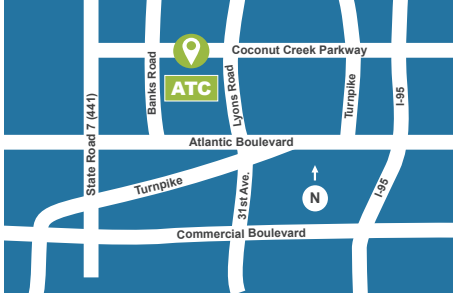 Coconut Creek Parkway
Banks Road
ATC
Lyons Road
Turnpike
I-95
State Road 7 (441)
Atlantic Boulevard
Turnpike
31st Ave.
N
I-95
Commercial Boulevard